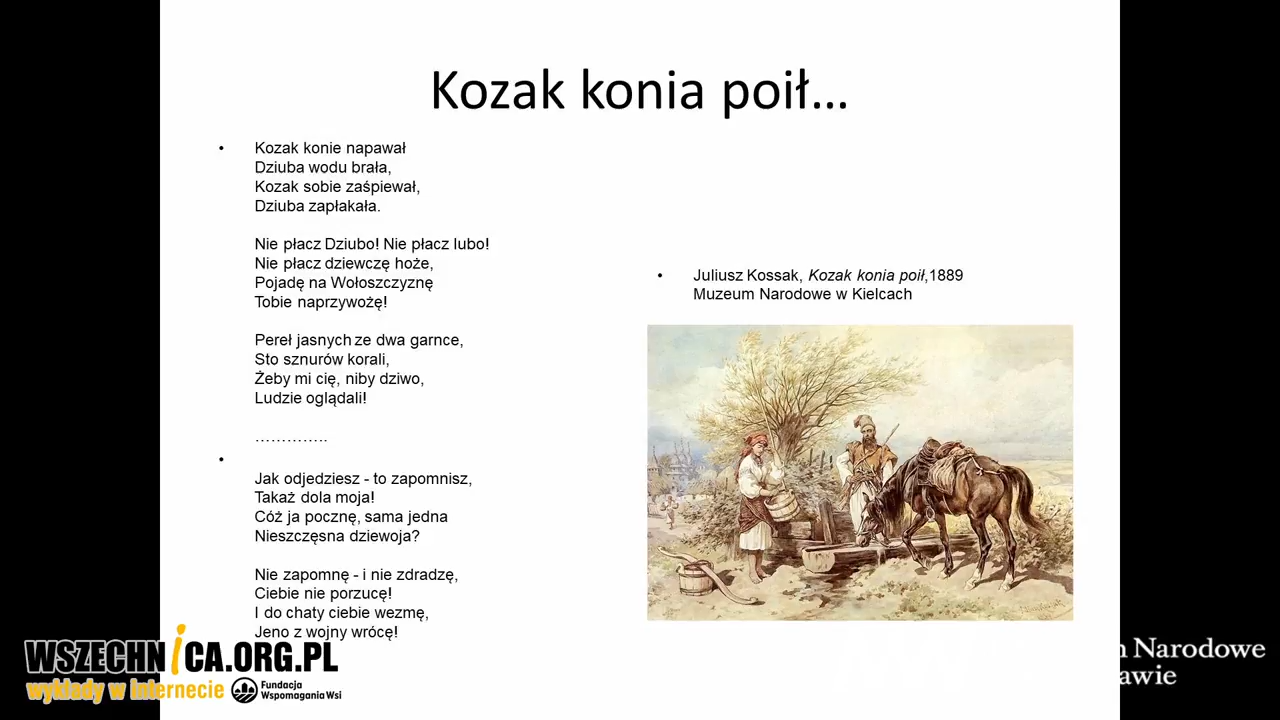 Kozak konia poił...
• Kozak konie napawał
Dziuba wodu brała,
Kozak sobie zaśpiewał,
Dziuba zapłakała.
Nie płacz Dziubo! Nie płacz lubo!
Nie płacz dziewczę hoże,
Pojadę na Wołoszczyznę
Tobie naprzywożę!
Pereł jasnych ze dwa garnce,
Sto sznurów korali,
Żeby mi cię, niby dziwo,
Ludzie oglądali!
…………..
•
Jak odjedziesz - to zapomnisz,
Takaż dola moja!
Cóż ja pocznę, sama jedna
Nieszczęsna dziewoja?
Nie zapomnę - i nie zdradzę,
Ciebie nie porzucę!
I do chaty ciebie wezmę,
Jeno z wojny wrócę!
• Juliusz Kossak, Kozak konia poił,1889
Muzeum Narodowe w Kielcach
WSZECHNiCA.ORG.PL
wykłady w internecie
Fundacja
Wspomagania Wsi
m Narodowe
awie